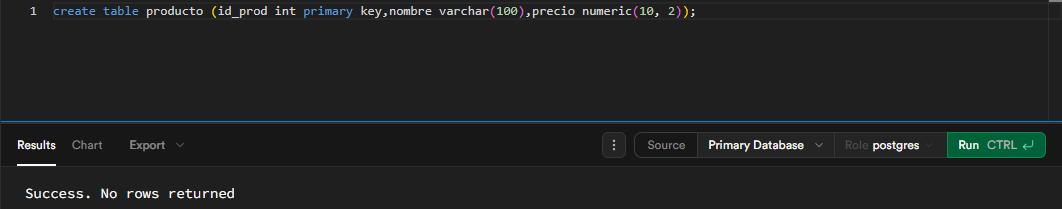 1 create table producto (id_prod int primary key,nombre varchar(100),precio numeric(10, 2));
Results Chart Export Source Primary Database Role postgres Run CTRL
Success. No rows returned